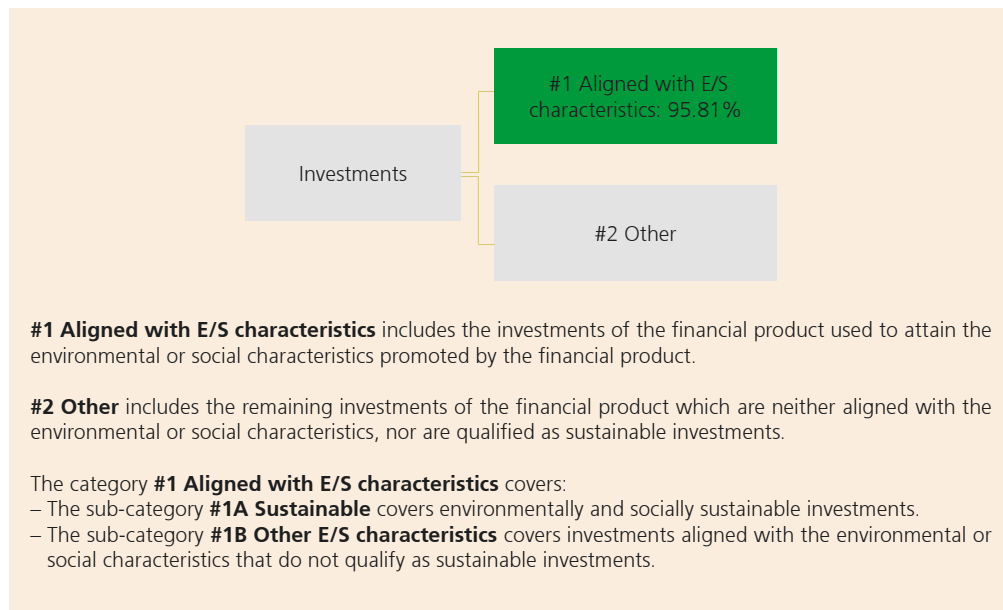 #1 Aligned with E/S
characteristics: 95.81%
Investments
#2 Other
#1 Aligned with E/S characteristics includes the investments of the financial product used to attain the
environmental or social characteristics promoted by the financial product.
#2 Other includes the remaining investments of the financial product which are neither aligned with the
environmental or social characteristics, nor are qualified as sustainable investments.
The category #1 Aligned with E/S characteristics covers:
– The sub-category #1A Sustainable covers environmentally and socially sustainable investments.
– The sub-category #1B Other E/S characteristics covers investments aligned with the environmental or
social characteristics that do not qualify as sustainable investments.